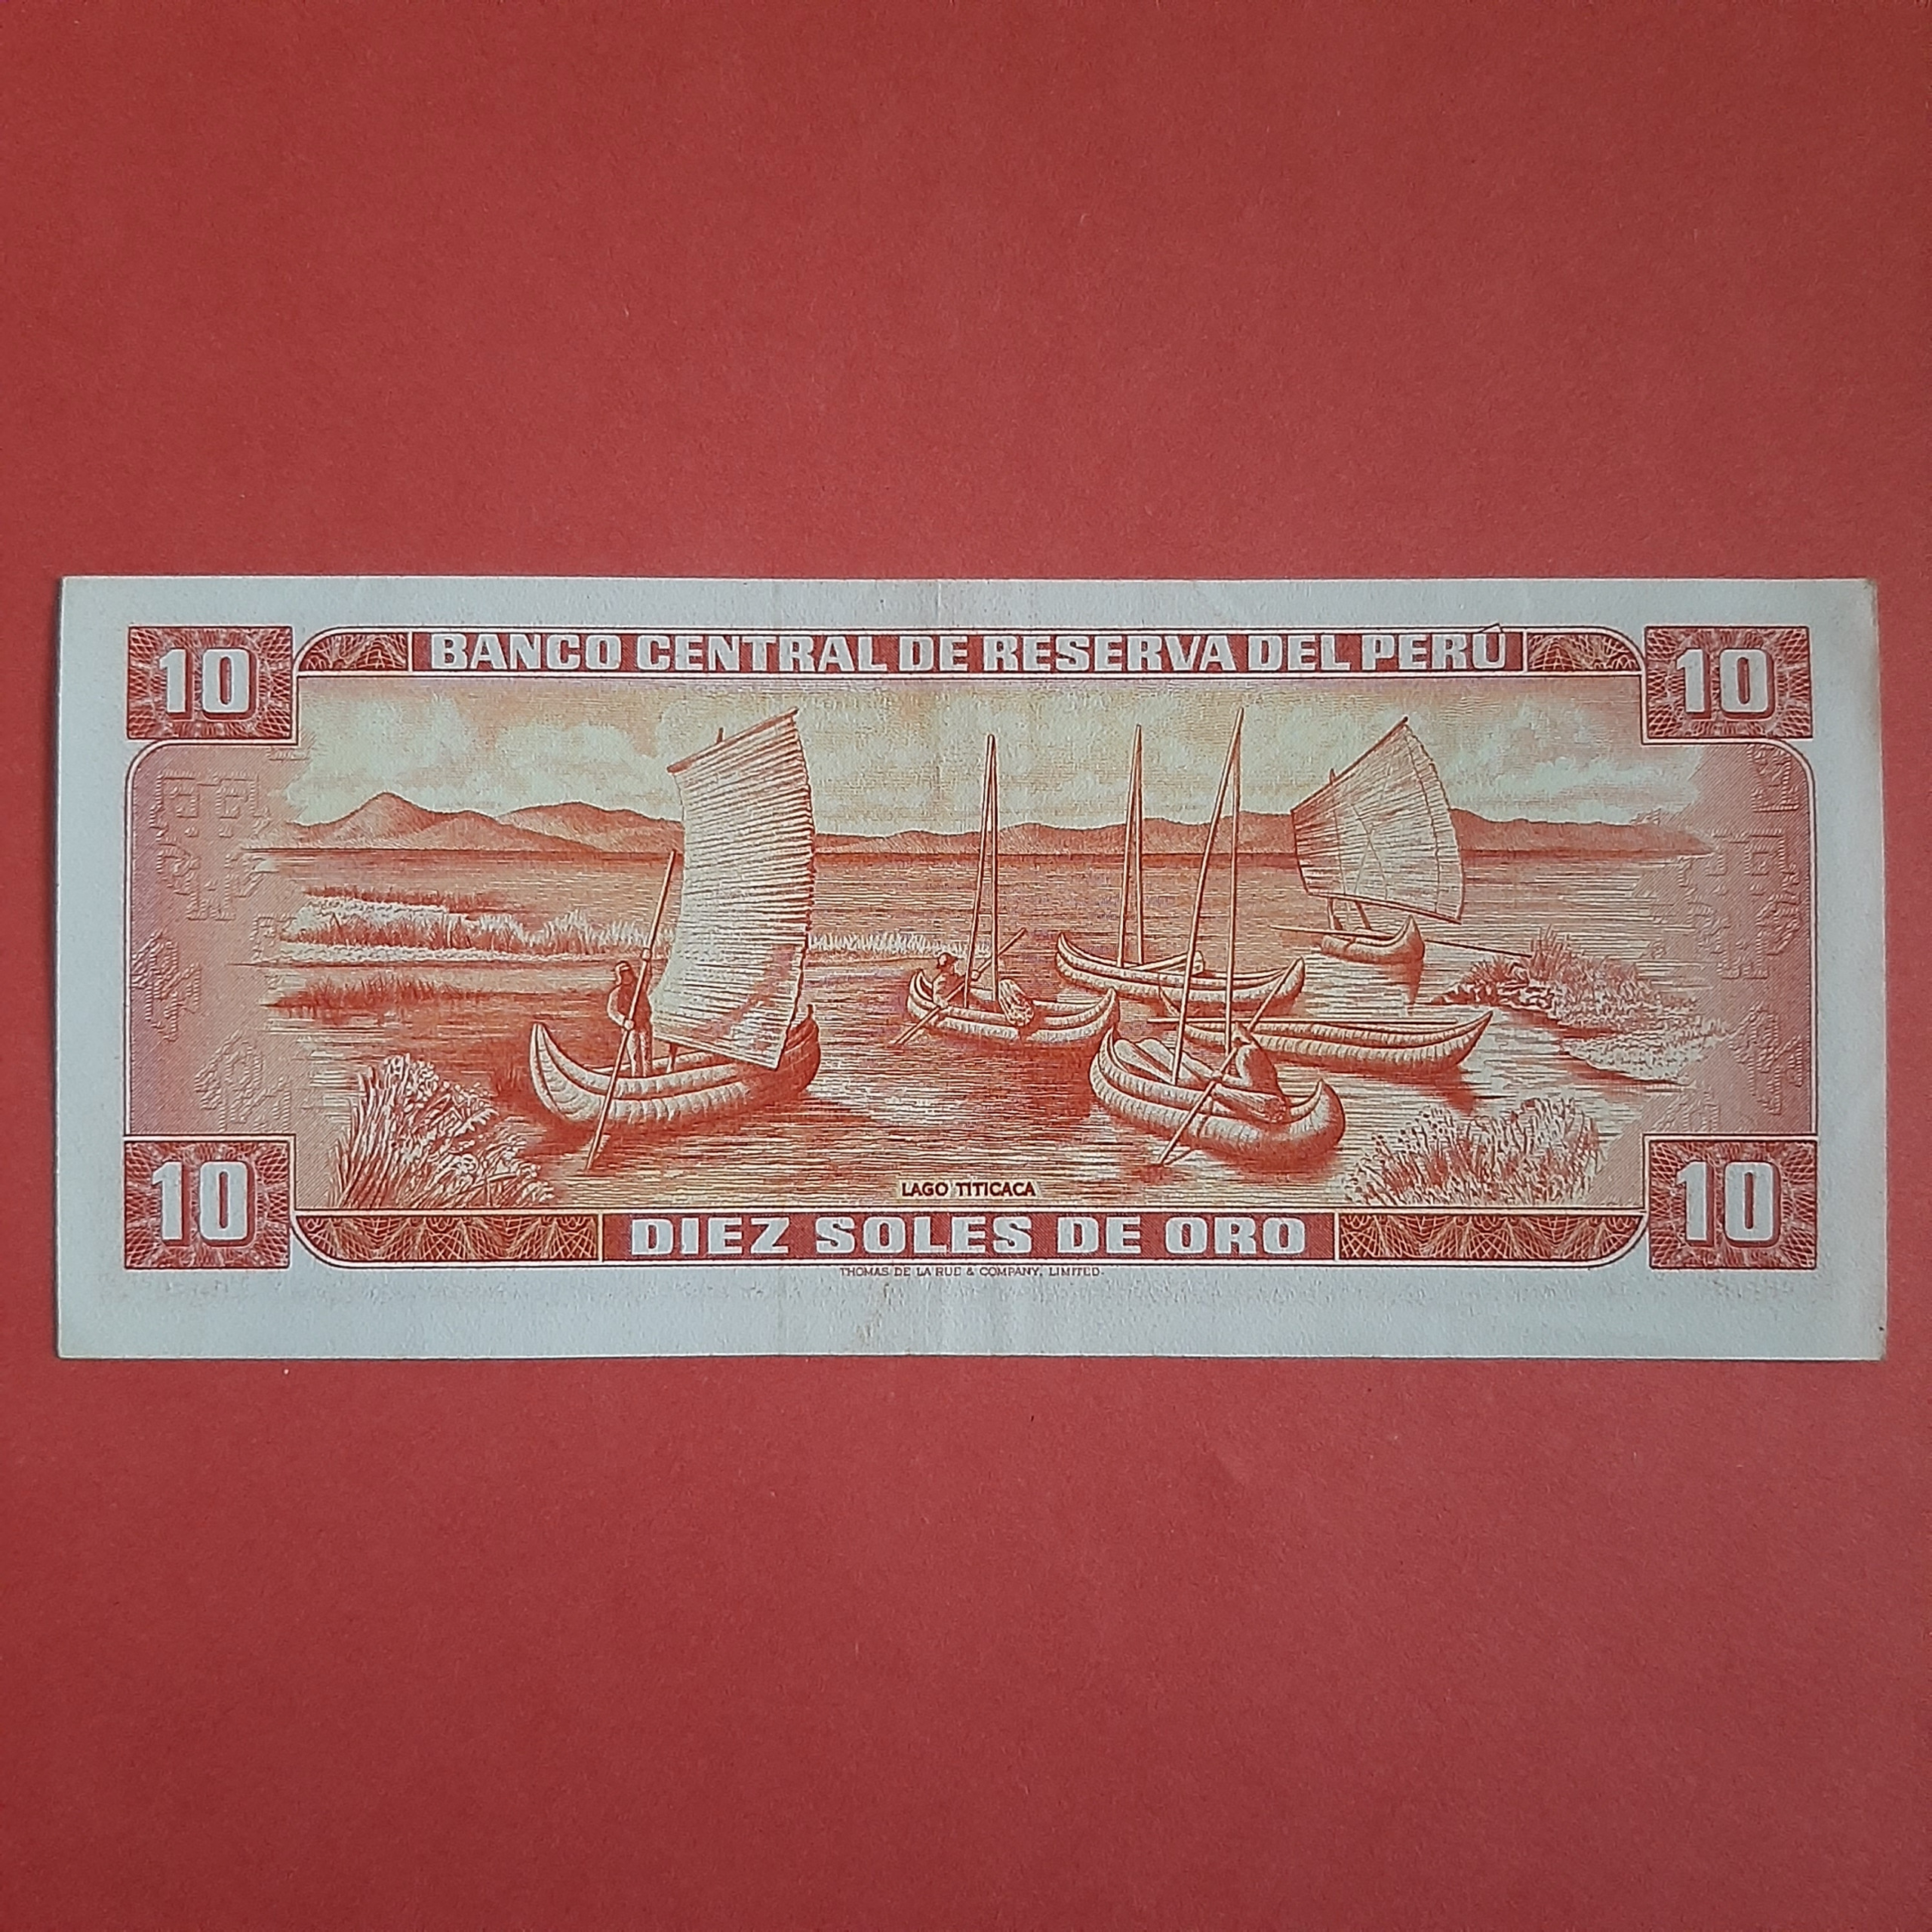 10 BANCO CENTRAL DE RESERVA DEL PERÚ 10
LAGO TITICACA
10 DIEZ SOLES DE ORO 10
THOMAS DE LA RUE & COMPANY, LIMITED.